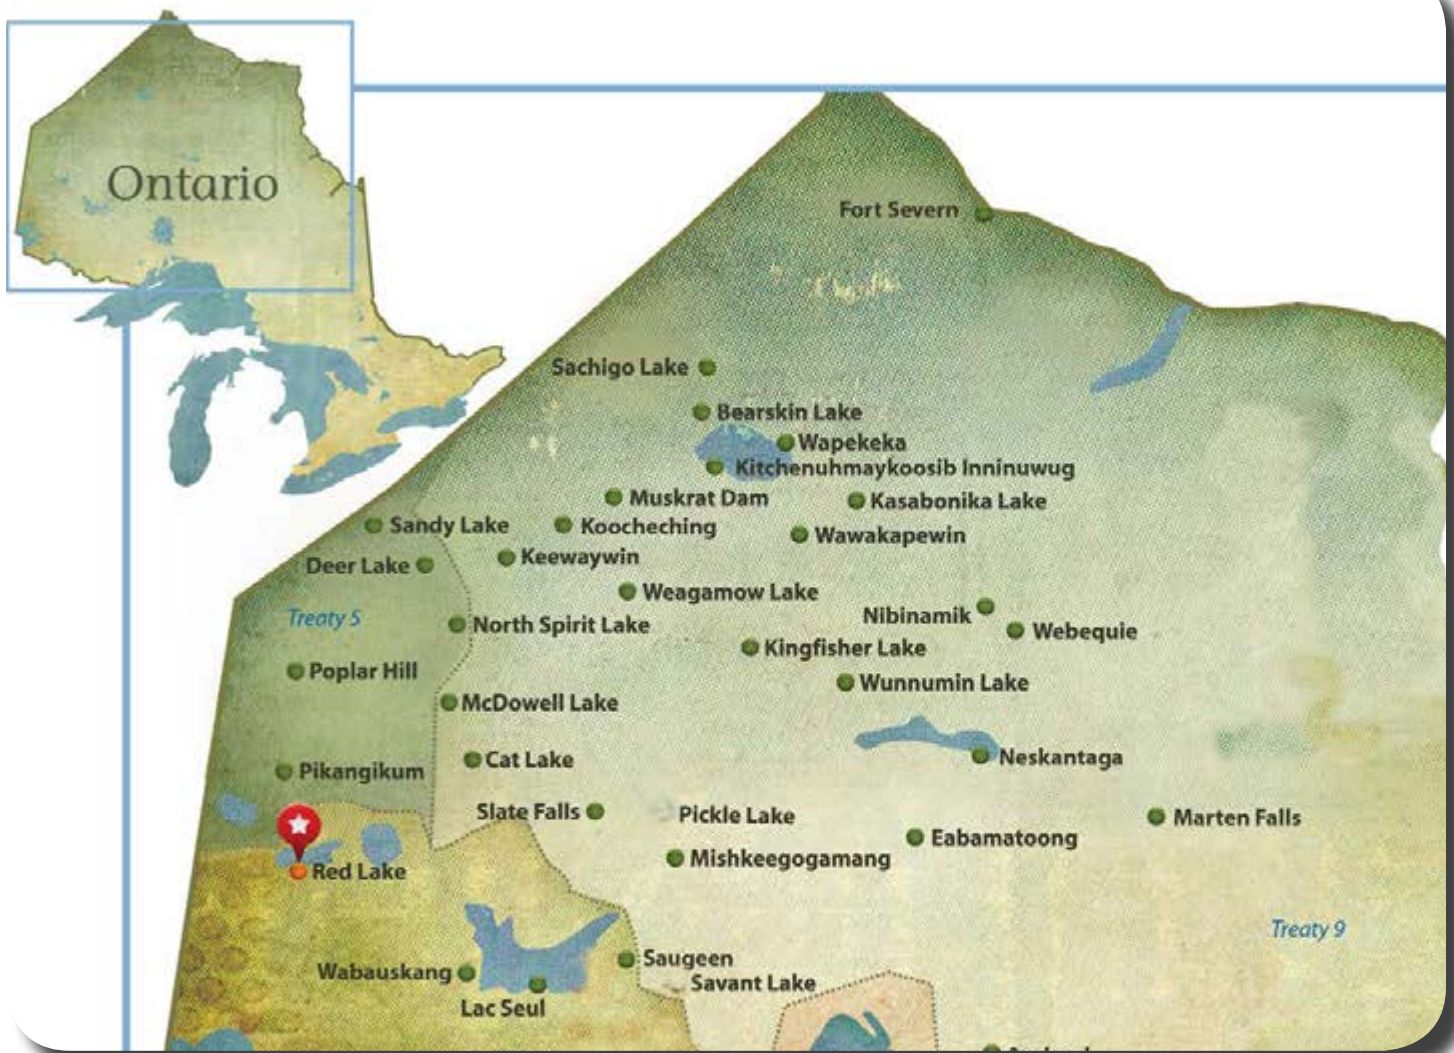 Ontario
Fort Severn
Sachigo Lake
Bearskin Lake
Wapekeka
Kitchenuhmaykoosib Inninuwug
Muskrat Dam
Kasabonika Lake
Sandy Lake
Koocheching
Wawakapewin
Keewaywin
Deer Lake
Weagamow Lake
Nibinamik
Treaty 5
North Spirit Lake
Webequie
Kingfisher Lake
Poplar Hill
Wunnumin Lake
McDowell Lake
Neskantaga
Cat Lake
Pikangikum
Slate Falls
Pickle Lake
Marten Falls
Eabamatoong
Mishkeegogamang
Red Lake
Treaty 9
Saugeen
Wabauskang
Savant Lake
Lac Seul